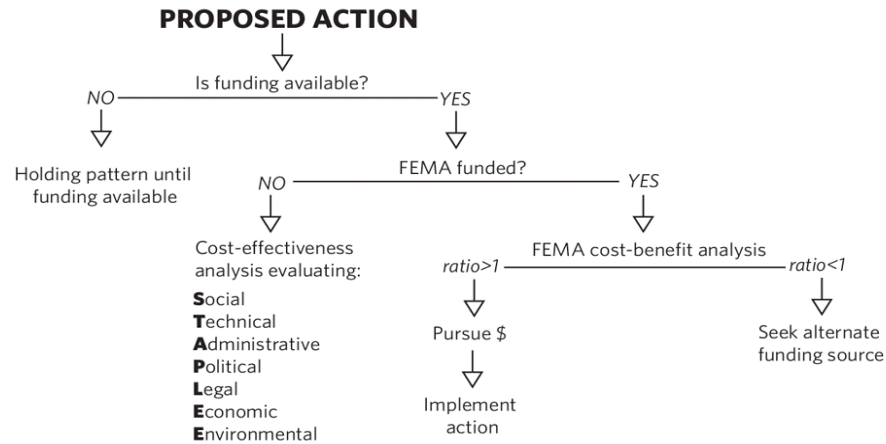 PROPOSED ACTION
Is funding available?
NO
YES
Holding pattern until
funding available
FEMA funded?
NO
YES
Cost-effectiveness
analysis evaluating:
Social
Technical
Administrative
Political
Legal
Economic
Environmental
FEMA cost-benefit analysis
ratio>1
ratio<1
Pursue $
Implement
action
Seek alternate
funding source